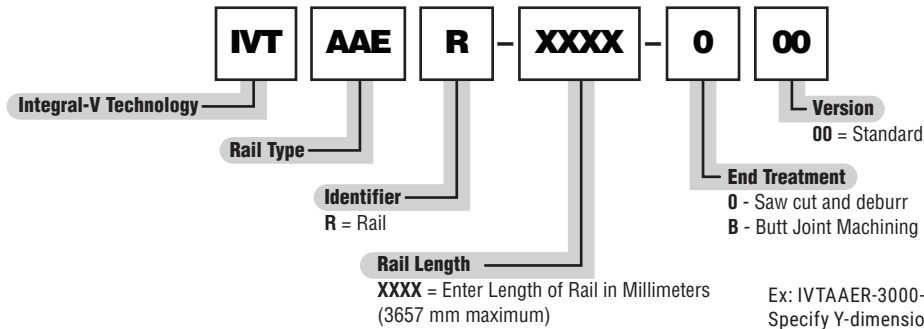 IVT AAE R - XXXX - 0 00
Integral-V Technology
Rail Type
Identifier
R = Rail
Rail Length
XXXX = Enter Length of Rail in Millimeters
(3657 mm maximum)
Version
00 = Standard
End Treatment
0 - Saw cut and deburr
B - Butt Joint Machining
Ex: IVTAAER-3000-
Specify Y-dimensio